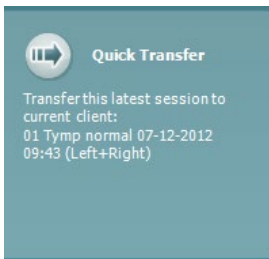 Quick Transfer
Transfer this latest session to
current client:
01 Tymp normal 07-12-2012
09:43 (Left+Right)